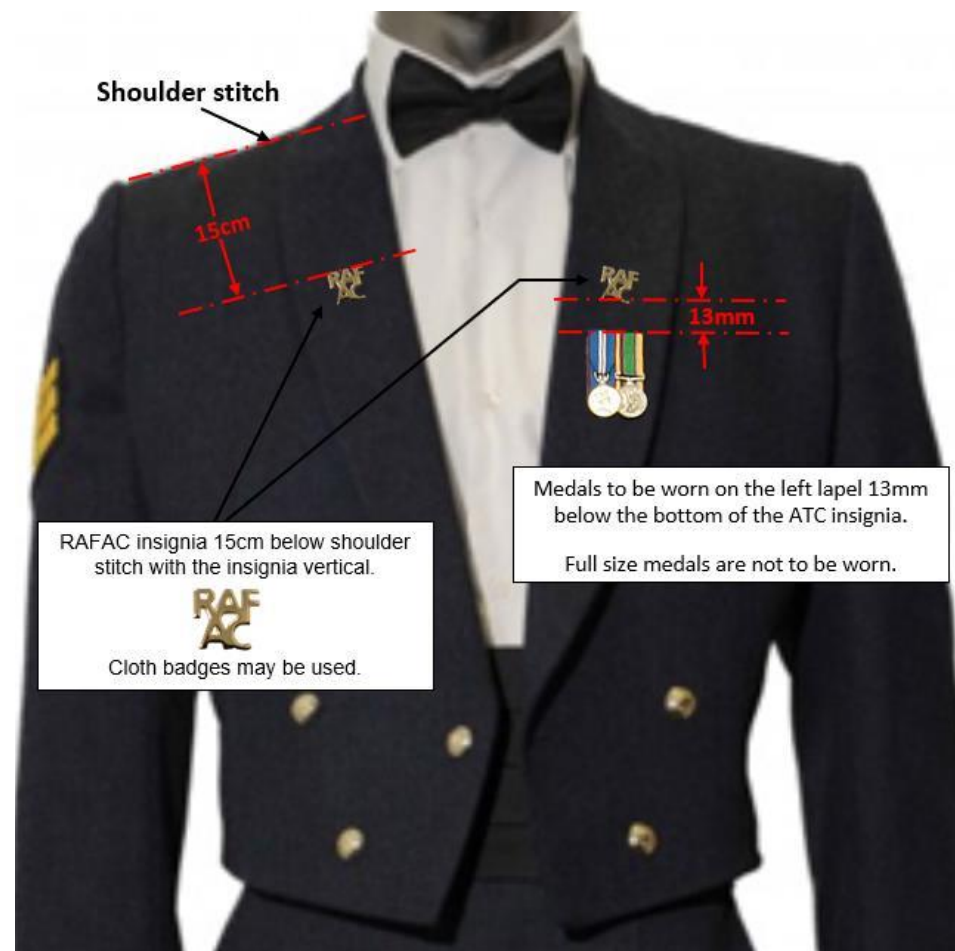 Shoulder stitch
15cm
RAF
AC
RAF
AC
13mm
Medals to be worn on the left lapel 13mm
below the bottom of the ATC insignia.
Full size medals are not to be worn.
RAFAC insignia 15cm below shoulder
stitch with the insignia vertical.
RAF
AC
Cloth badges may be used.